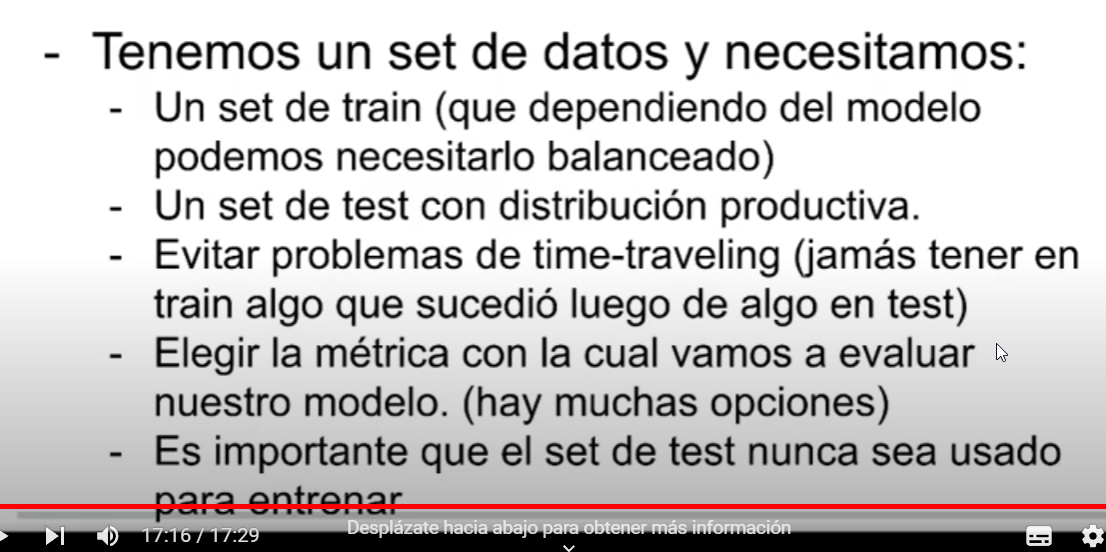 - Tenemos un set de datos y necesitamos:
- Un set de train (que dependiendo del modelo
podemos necesitarlo balanceado)
- Un set de test con distribución productiva.
- Evitar problemas de time-traveling (jamás tener en
train algo que sucedió luego de algo en test)
- Elegir la métrica con la cual vamos a evaluar
nuestro modelo. (hay muchas opciones)
- Es importante que el set de test nunca sea usado
para entrenar
17:16 / 17:29
Desplázate hacia abajo para obtener más información